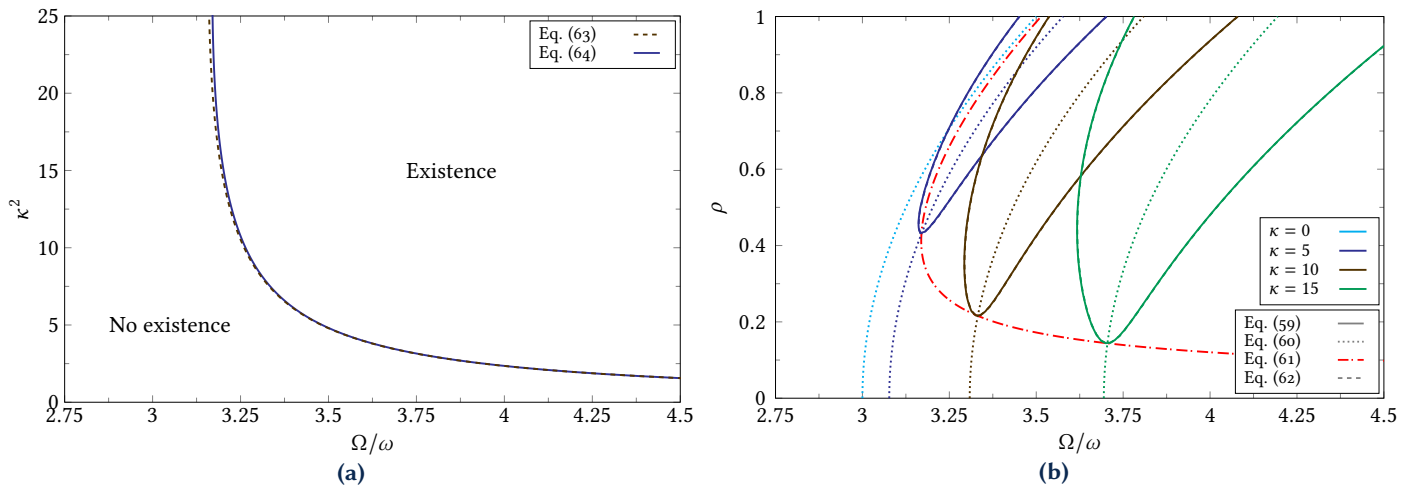 25
20
15
10
5
0
κ²
2.75 3 3.25 3.5 3.75 4 4.25 4.5
Ω/ω
Eq. (63)
Eq. (64)
Existence
No existence
(a)
1
0.8
0.6
0.4
0.2
0
ρ
2.75 3 3.25 3.5 3.75 4 4.25 4.5
Ω/ω
κ = 0
κ = 5
κ = 10
κ = 15
Eq. (59)
Eq. (60)
Eq. (61)
Eq. (62)
(b)